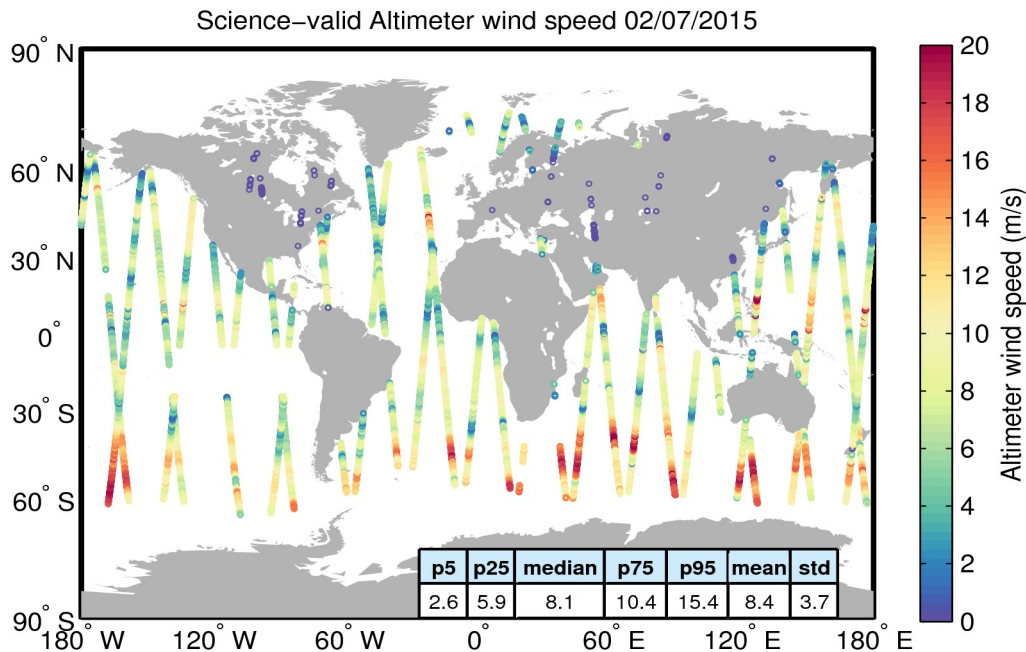 Science−valid Altimeter wind speed 02/07/2015
90° N
60° N
30° N
0°
30° S
60° S
90° S
180° W
120° W
60° W
0°
60° E
120° E
180° E
p5 p25 median p75 p95 mean std
2.6 5.9 8.1 10.4 15.4 8.4 3.7
20
18
16
14
12
10
8
6
4
2
0
Altimeter wind speed (m/s)